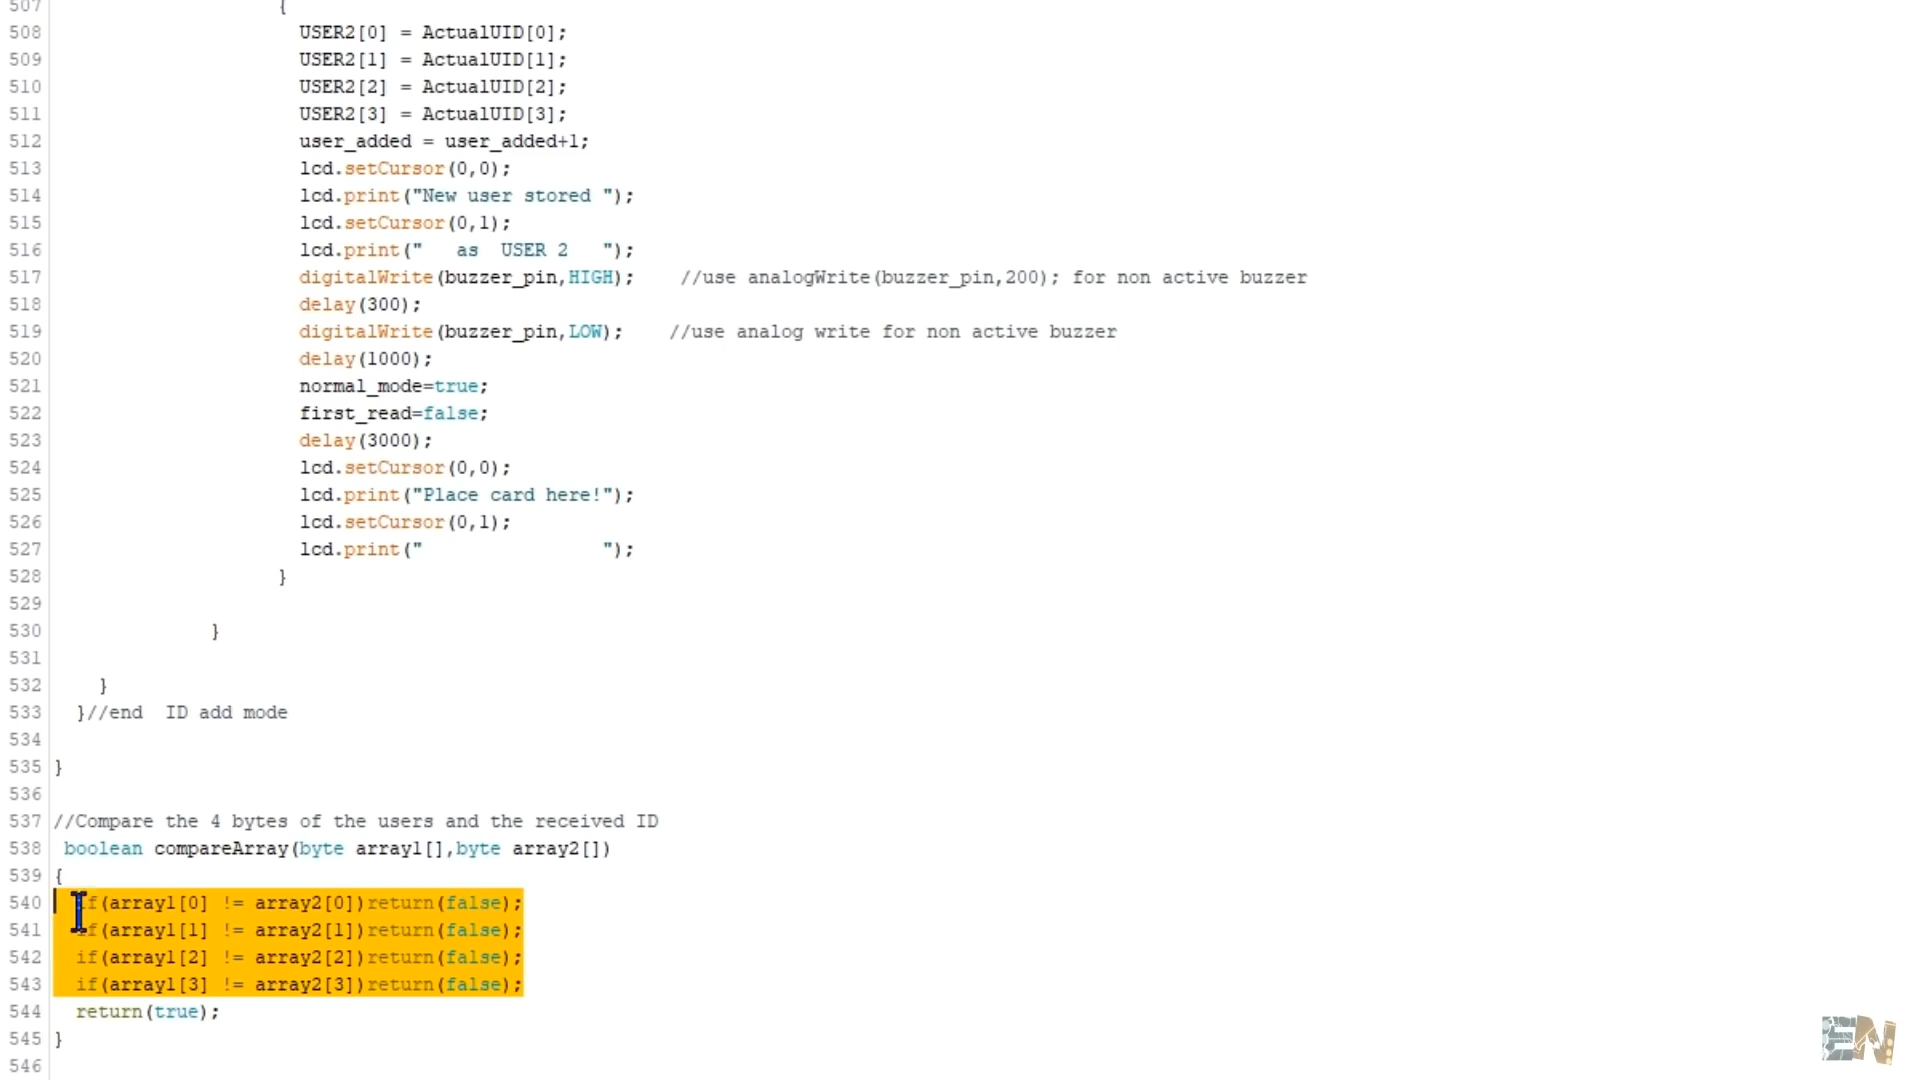 507 {
508 USER2[0] = ActualUID[0];
509 USER2[1] = ActualUID[1];
510 USER2[2] = ActualUID[2];
511 USER2[3] = ActualUID[3];
512 user_added = user_added+1;
513 lcd.setCursor(0,0);
514 lcd.print("New user stored ");
515 lcd.setCursor(0,1);
516 lcd.print("   as  USER 2   ");
517 digitalWrite(buzzer_pin,HIGH);    //use analogWrite(buzzer_pin,200); for non active buzzer
518 delay(300);
519 digitalWrite(buzzer_pin,LOW);    //use analog write for non active buzzer
520 delay(1000);
521 normal_mode=true;
522 first_read=false;
523 delay(3000);
524 lcd.setCursor(0,0);
525 lcd.print("Place card here!");
526 lcd.setCursor(0,1);
527 lcd.print("                ");
528 }
529
530 }
531
532 }
533 }//end  ID add mode
534
535 }
536
537 //Compare the 4 bytes of the users and the received ID
538 boolean compareArray(byte array1[],byte array2[])
539 {
540 if(array1[0] != array2[0])return(false);
541 if(array1[1] != array2[1])return(false);
542 if(array1[2] != array2[2])return(false);
543 if(array1[3] != array2[3])return(false);
544 return(true);
545 }
546
EN